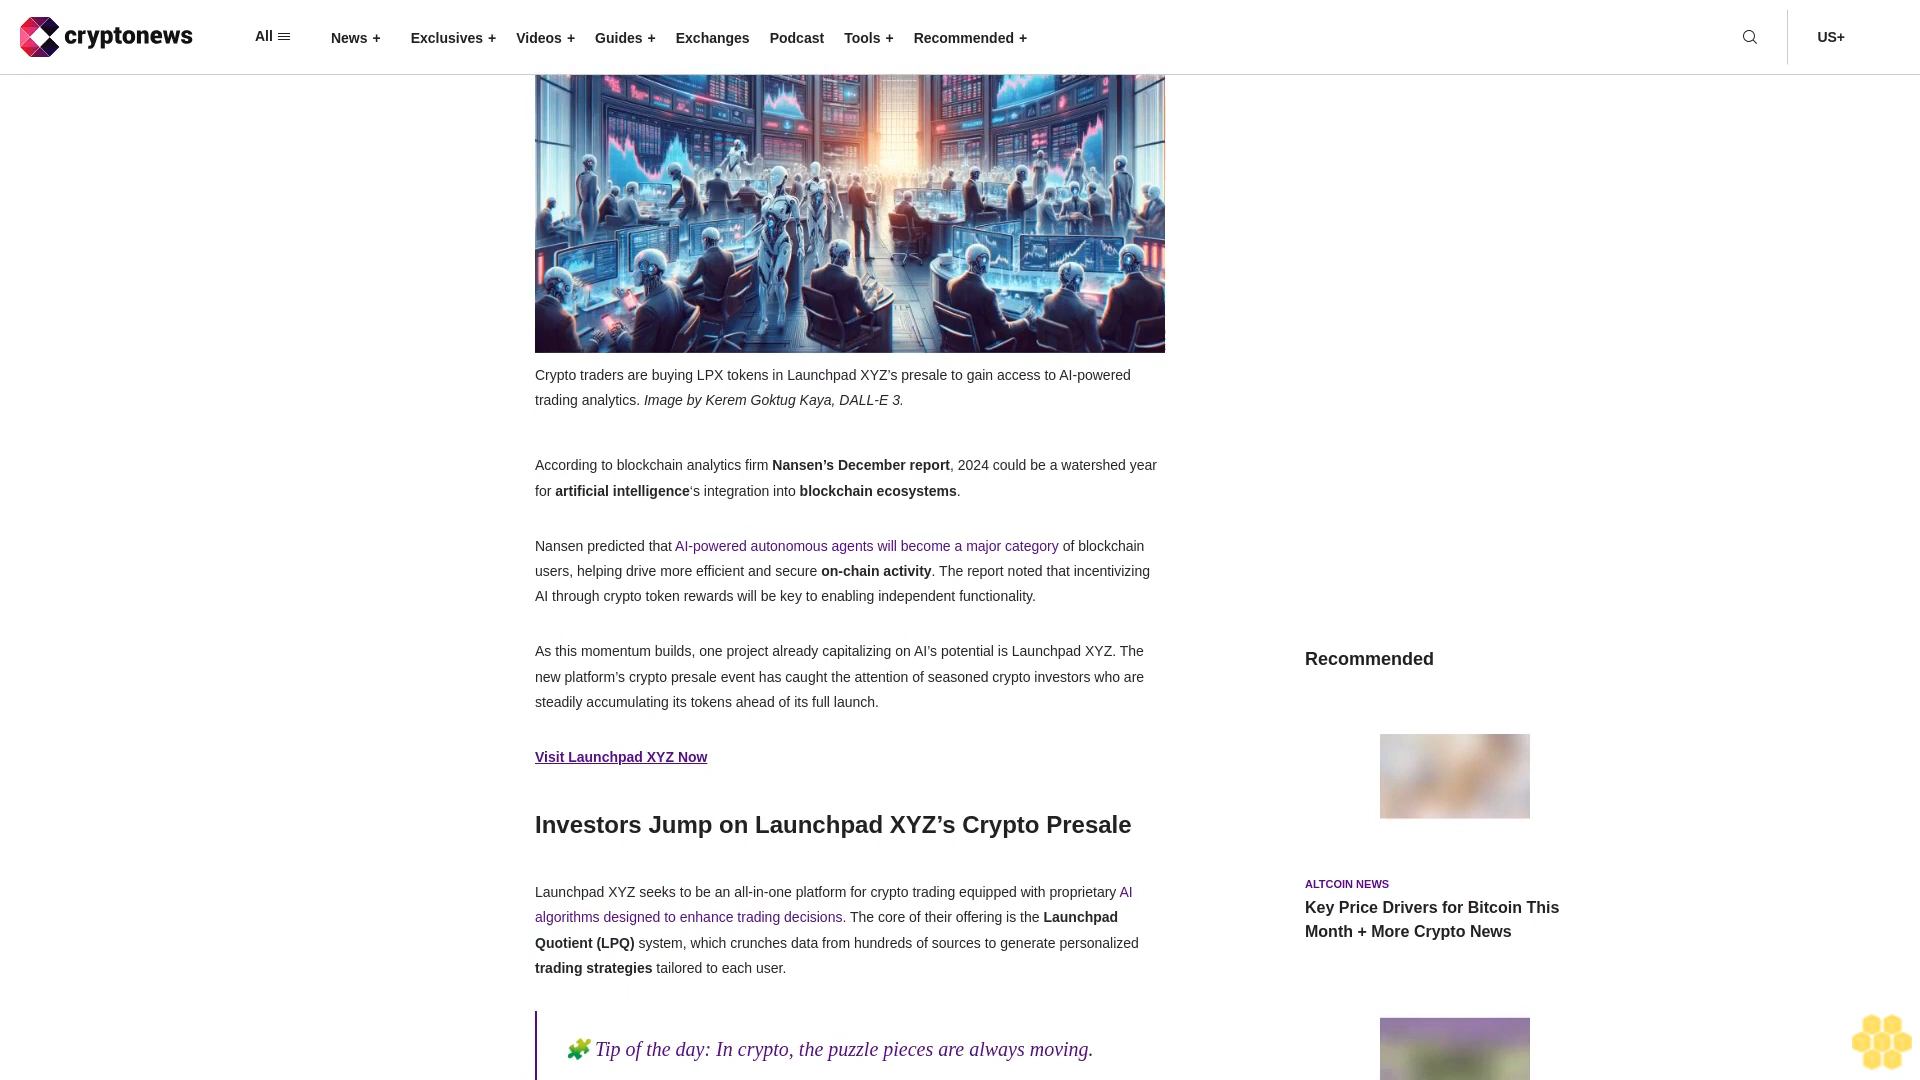 cryptonews
All
News +
Exclusives +
Videos +
Guides +
Exchanges
Podcast
Tools +
Recommended +
US+
Crypto traders are buying LPX tokens in Launchpad XYZ’s presale to gain access to AI-powered
trading analytics. Image by Kerem Goktug Kaya, DALL-E 3.
According to blockchain analytics firm Nansen’s December report, 2024 could be a watershed year
for artificial intelligence‘s integration into blockchain ecosystems.
Nansen predicted that AI-powered autonomous agents will become a major category of blockchain
users, helping drive more efficient and secure on-chain activity. The report noted that incentivizing
AI through crypto token rewards will be key to enabling independent functionality.
As this momentum builds, one project already capitalizing on AI’s potential is Launchpad XYZ. The
new platform’s crypto presale event has caught the attention of seasoned crypto investors who are
steadily accumulating its tokens ahead of its full launch.
Visit Launchpad XYZ Now
Investors Jump on Launchpad XYZ’s Crypto Presale
Launchpad XYZ seeks to be an all-in-one platform for crypto trading equipped with proprietary AI
algorithms designed to enhance trading decisions. The core of their offering is the Launchpad
Quotient (LPQ) system, which crunches data from hundreds of sources to generate personalized
trading strategies tailored to each user.
🧩 Tip of the day: In crypto, the puzzle pieces are always moving.
Recommended
ALTCOIN NEWS
Key Price Drivers for Bitcoin This
Month + More Crypto News